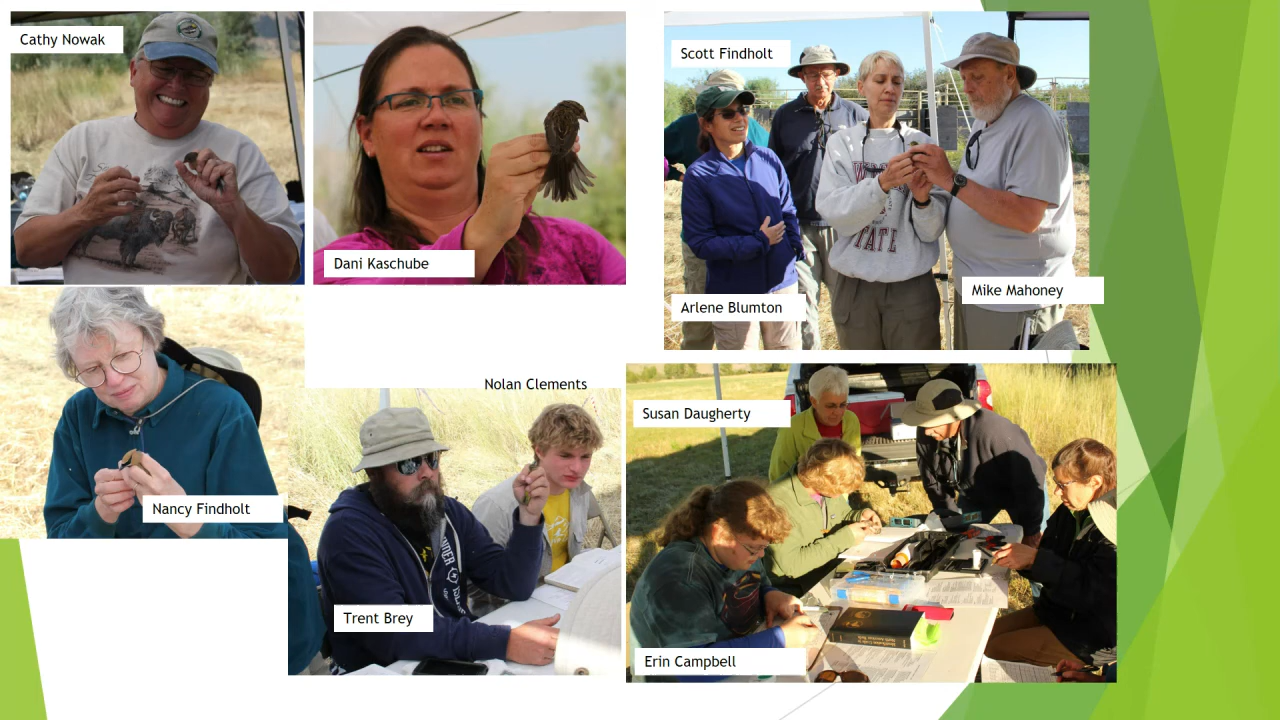 Cathy Nowak
Dani Kaschube
Scott Findholt
Arlene Blumton
Mike Mahoney
STATE
Nancy Findholt
Nolan Clements
Trent Brey
Susan Daugherty
Erin Campbell